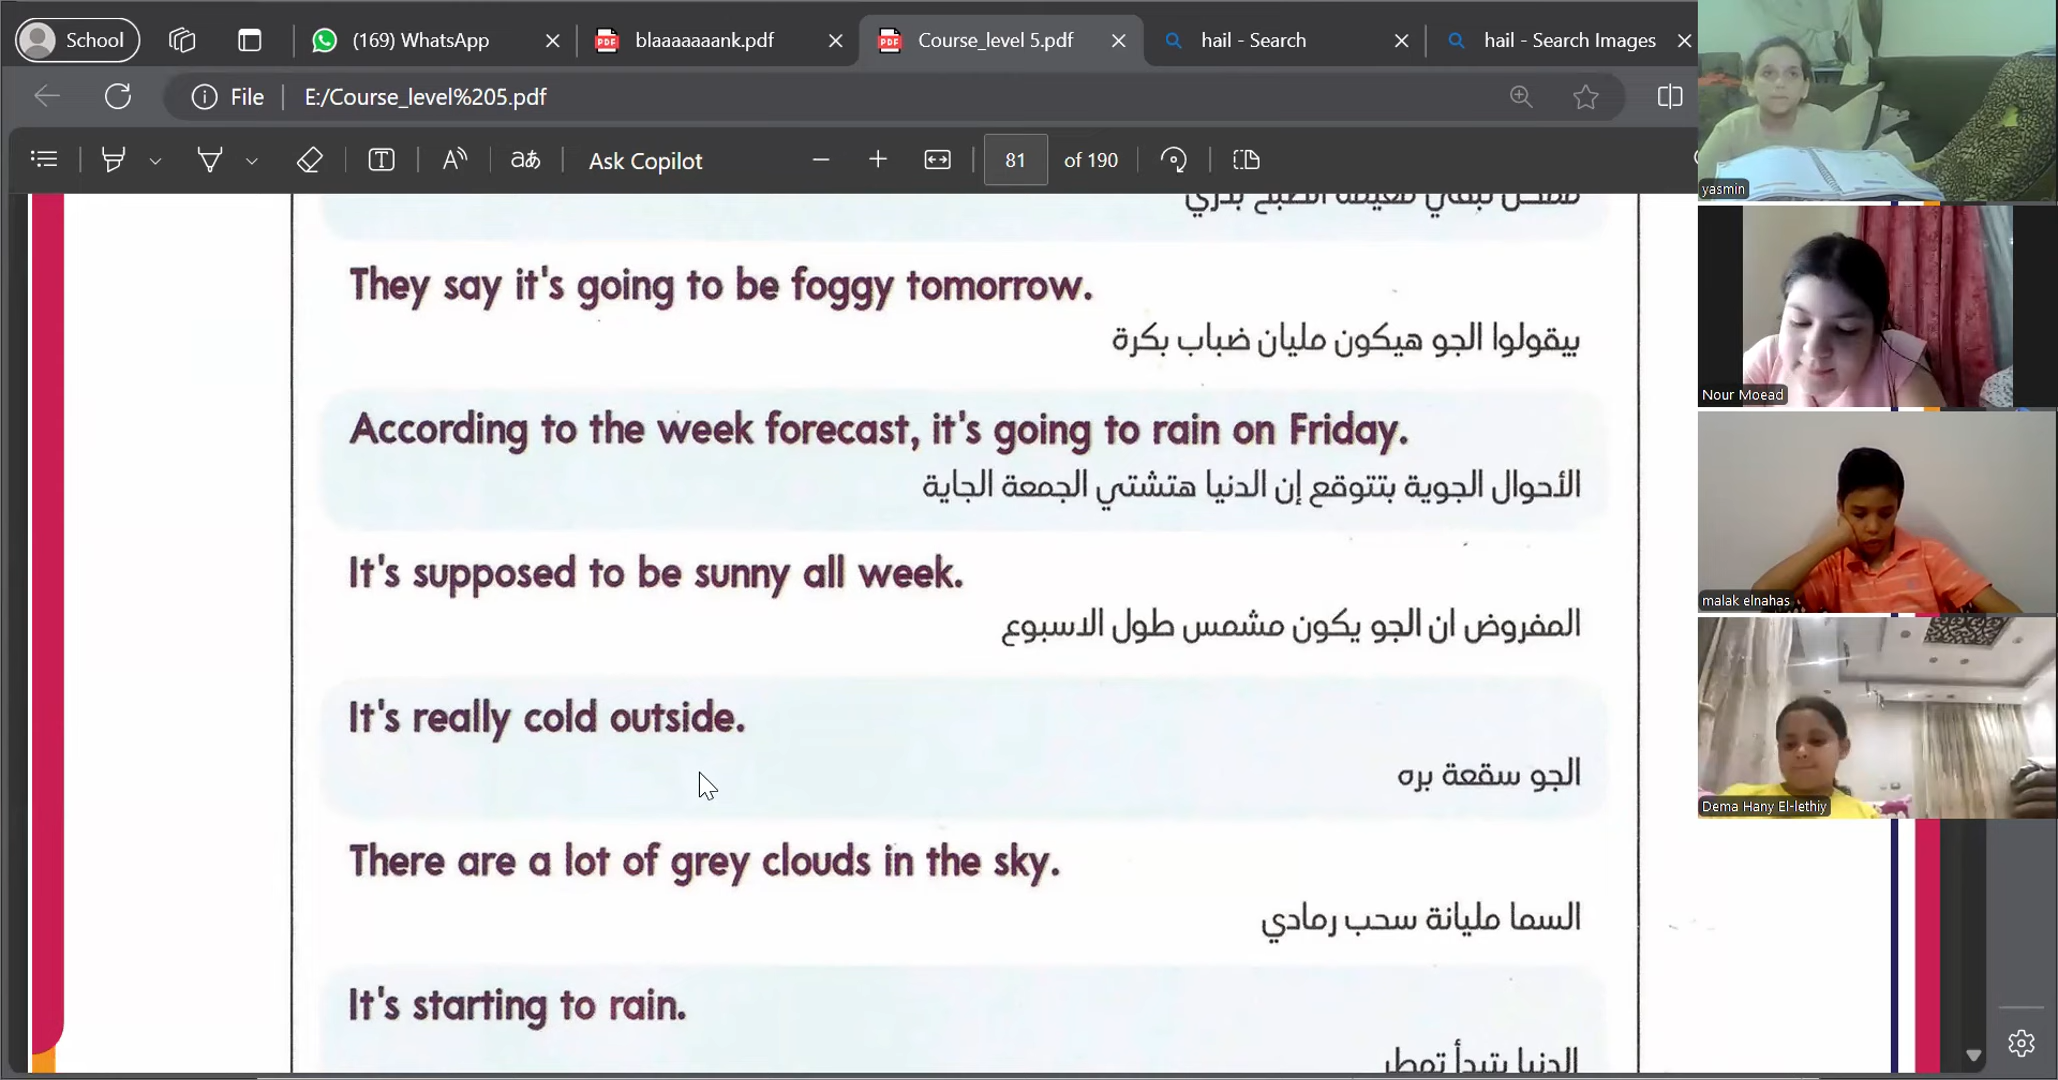 School
(169) WhatsApp
blaaaaaaank.pdf
Course_level 5.pdf
hail - Search
hail - Search Images
File
E:/Course_level%205.pdf
Ask Copilot
81
of 190
They say it's going to be foggy tomorrow.
بيقولوا الجو هيكون مليان ضباب بكرة
According to the week forecast, it's going to rain on Friday.
الأحوال الجوية بتتوقع إن الدنيا هتشتي الجمعة الجاية
It's supposed to be sunny all week.
المفروض ان الجو يكون مشمس طول الاسبوع
It's really cold outside.
الجو سقعة بره
There are a lot of grey clouds in the sky.
السما مليانة سحب رمادي
It's starting to rain.
الدنيا بتبدأ تمطر
yasmin
Nour Moead
malak elnahas
Dema Hany El-lethiy